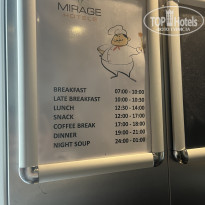 TopHotels
MIRAGE
BREAKFAST 07:00 - 10:00
LATE BREAKFAST 10:00 - 10:30
LUNCH 12:30 - 14:00
SNACK 12:00 - 17:00
COFFEE BREAK 17:00 - 18:00
DINNER 19:00 - 21:00
NIGHT SOUP 24:00 - 01:00